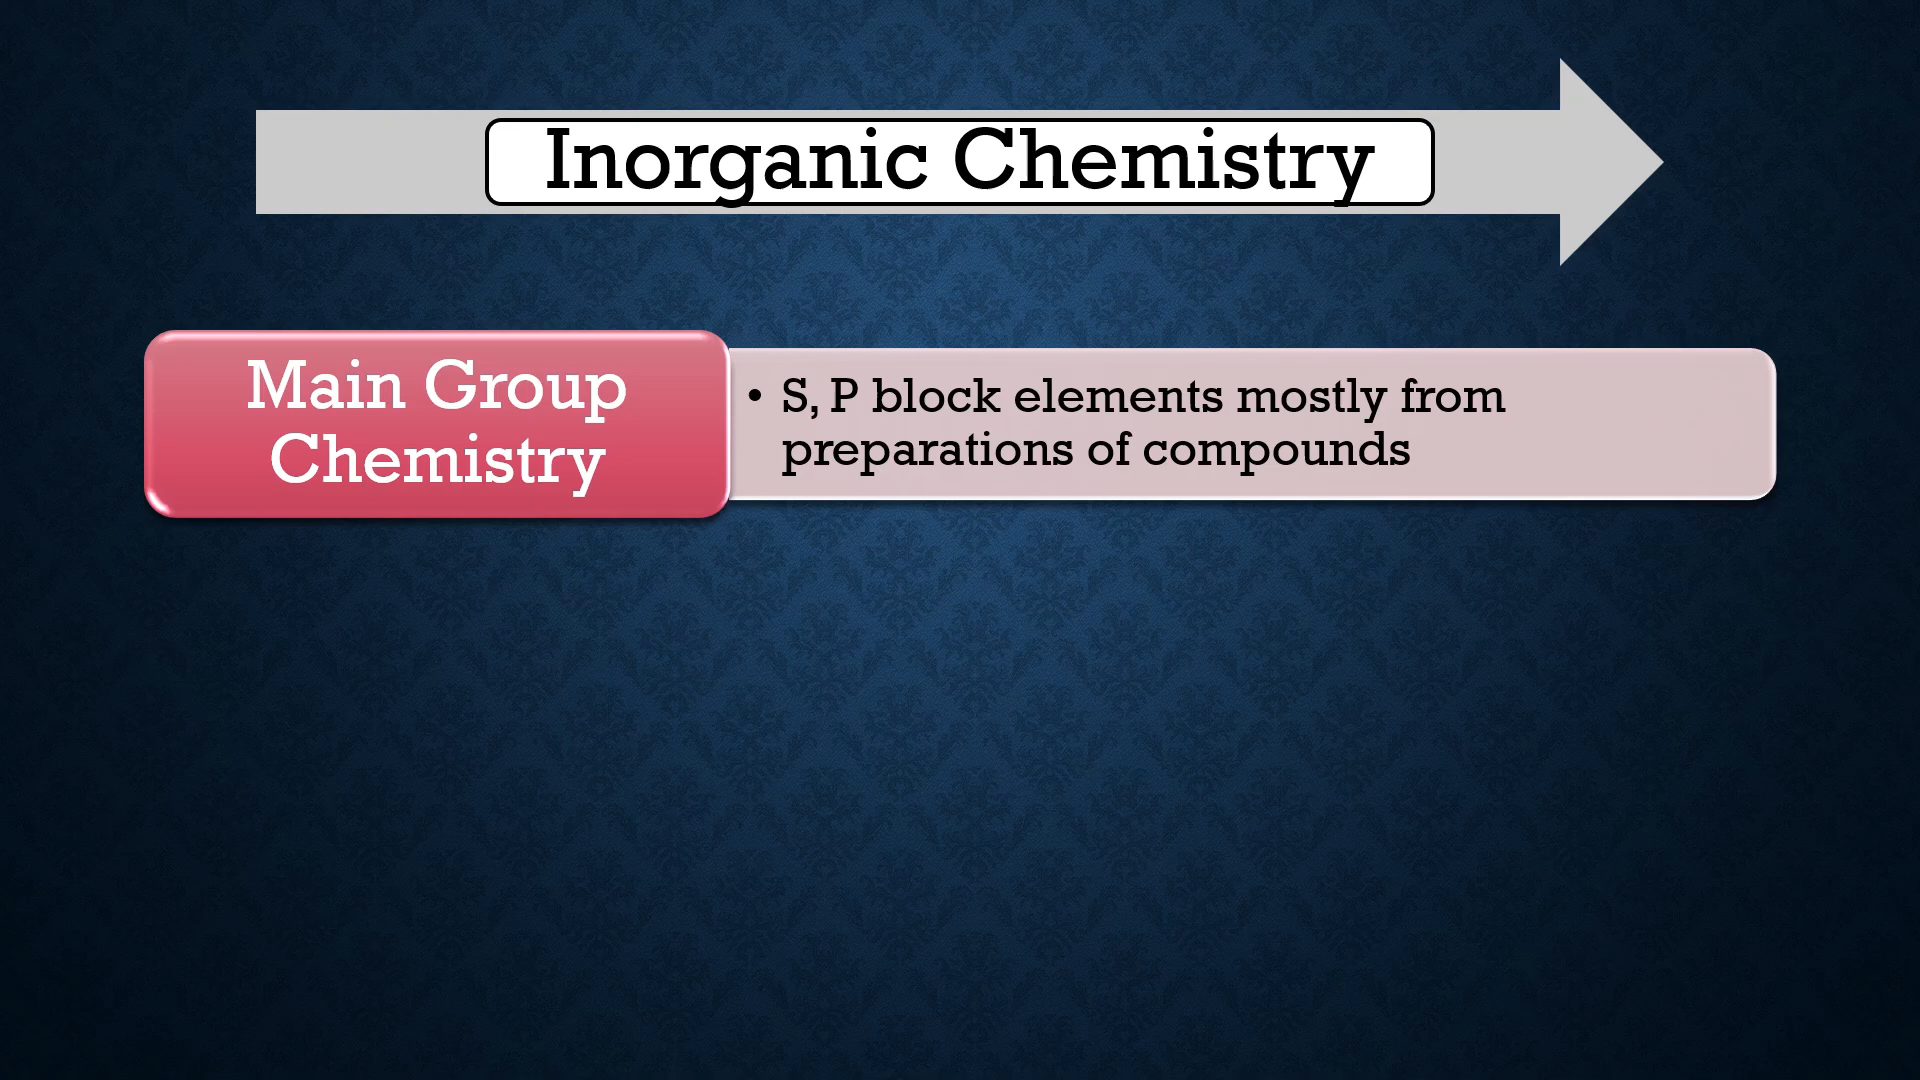 Inorganic Chemistry
Main Group
Chemistry
• S, P block elements mostly from
preparations of compounds